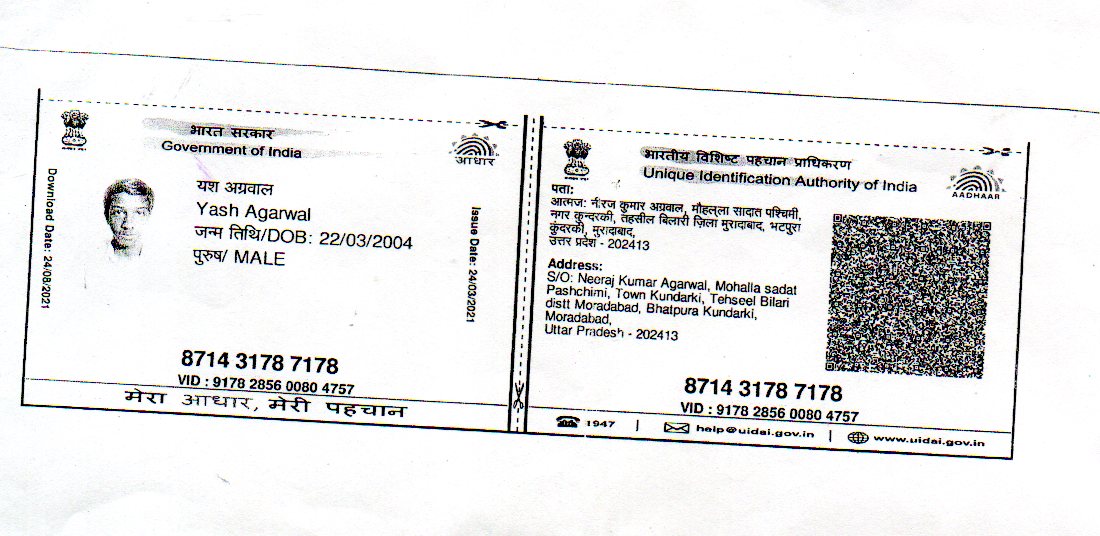 भारत सरकार
Government of India
आधार
Download Date: 24/08/2021
यश अग्रवाल
Yash Agarwal
जन्म तिथि/DOB: 22/03/2004
पुरुष/ MALE
Issue Date: 24/03/2021
8714 3178 7178
VID : 9178 2856 0080 4757
मेरा आधार, मेरी पहचान
भारतीय विशिष्ट पहचान प्राधिकरण
Unique Identification Authority of India
AADHAAR
पता:
आत्मज: नीरज कुमार अग्रवाल, मौहल्ला सादात पश्चिमी,
नगर कुन्दरकी, तहसील बिलारी ज़िला मुरादाबाद, भटपुरा
कुंदरकी, मुरादाबाद,
उत्तर प्रदेश - 202413
Address:
S/O: Neeraj Kumar Agarwal, Mohalla sadat
Pashchimi, Town Kundarki, Tehseel Bilari
distt Moradabad, Bhatpura Kundarki,
Moradabad,
Uttar Pradesh - 202413
8714 3178 7178
VID : 9178 2856 0080 4757
1947 | help@uidai.gov.in | www.uidai.gov.in